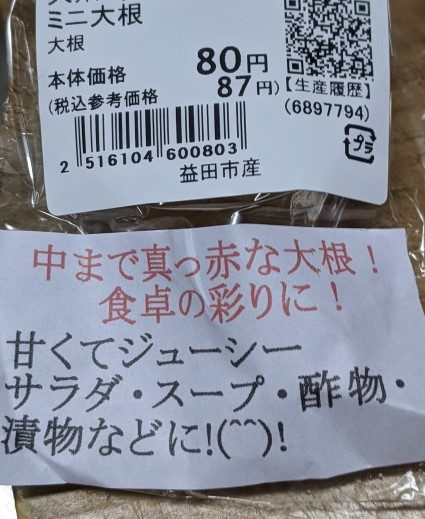 ミニ大根
大根
本体価格 80円
(税込参考価格 87円)
【生産履歴】
(6897794)
プラ
2 516104 600803
益田市産
中まで真っ赤な大根！
食卓の彩りに！
甘くてジューシー
サラダ・スープ・酢物・
漬物などに!(^^)!